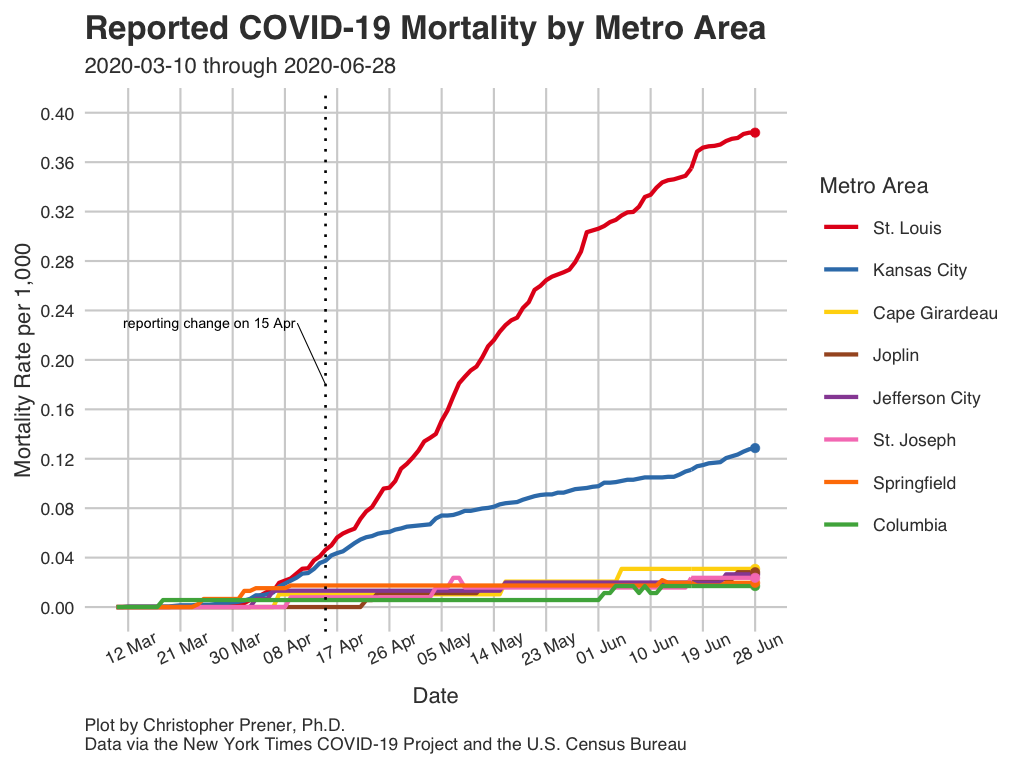 Reported COVID-19 Mortality by Metro Area
2020-03-10 through 2020-06-28
Mortality Rate per 1,000
0.40
0.36
0.32
0.28
0.24
0.20
0.16
0.12
0.08
0.04
0.00
reporting change on 15 Apr
12 Mar
21 Mar
30 Mar
08 Apr
17 Apr
26 Apr
05 May
14 May
23 May
01 Jun
10 Jun
19 Jun
28 Jun
Date
Metro Area
St. Louis
Kansas City
Cape Girardeau
Joplin
Jefferson City
St. Joseph
Springfield
Columbia
Plot by Christopher Prener, Ph.D.
Data via the New York Times COVID-19 Project and the U.S. Census Bureau